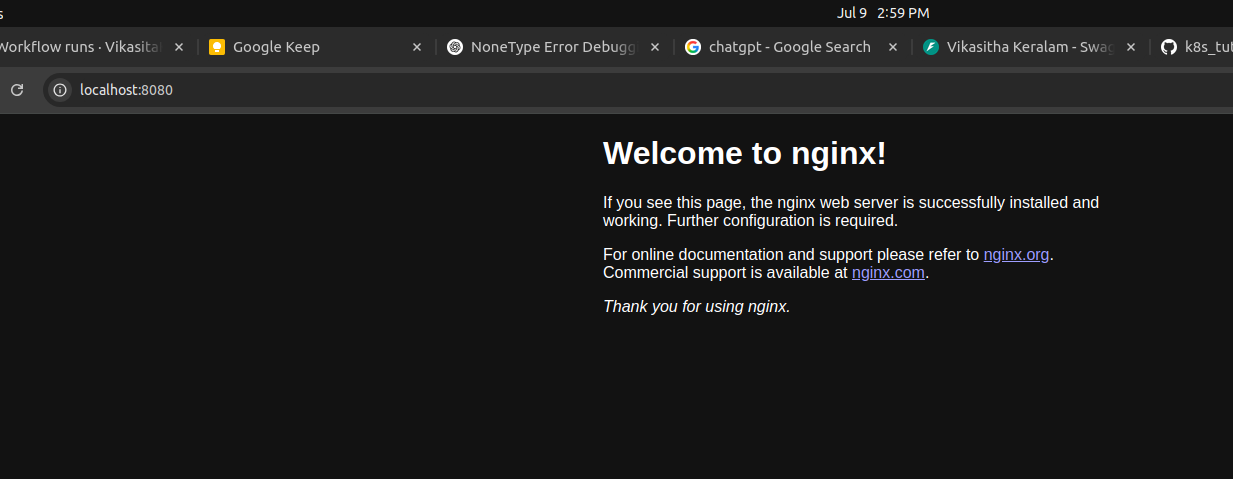 Jul 9 2:59 PM
Workflow runs · Vikasita
Google Keep
NoneType Error Debugg
chatgpt - Google Search
Vikasitha Keralam - Swag
k8s_tut
localhost:8080
Welcome to nginx!
If you see this page, the nginx web server is successfully installed and
working. Further configuration is required.
For online documentation and support please refer to nginx.org.
Commercial support is available at nginx.com.
Thank you for using nginx.